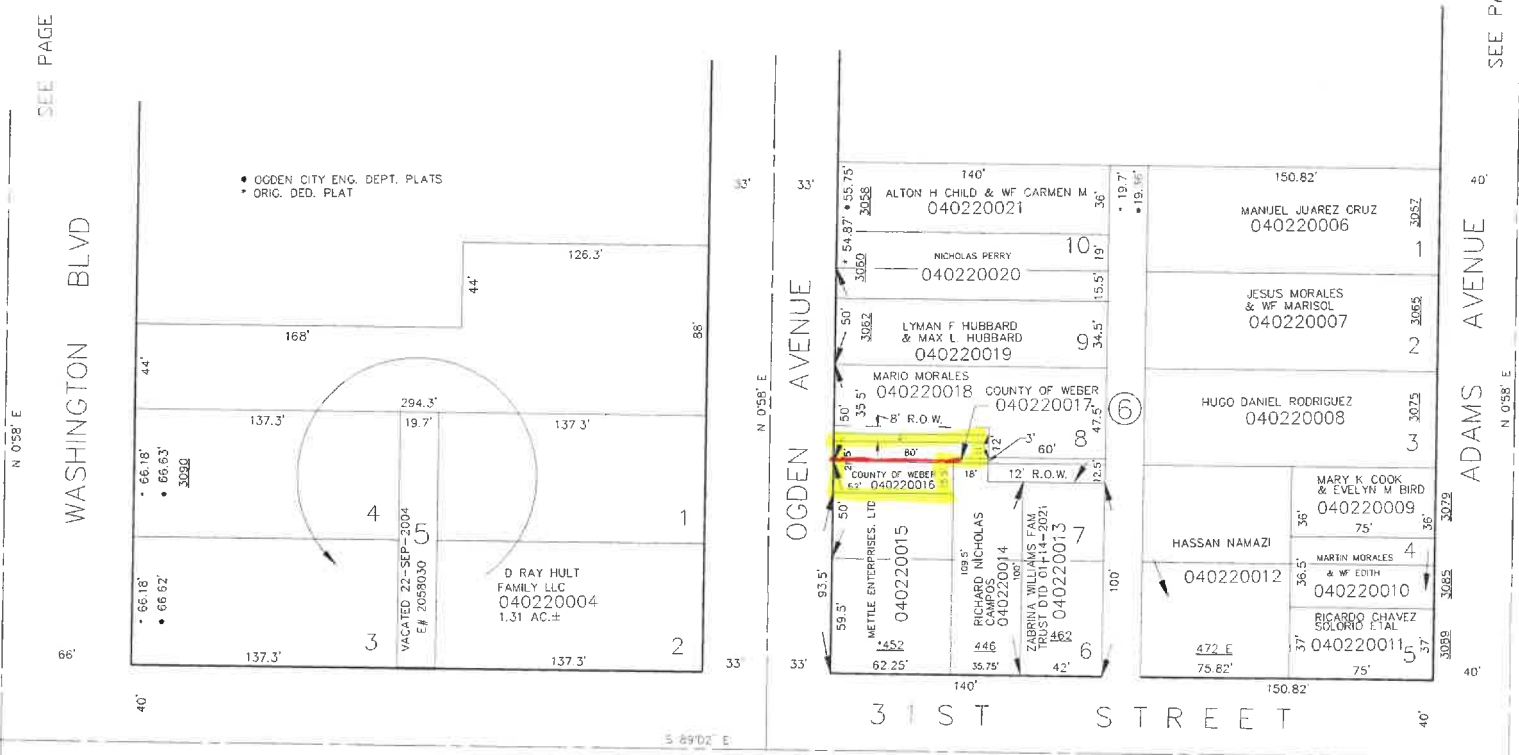 SEE PAGE
WASHINGTON BLVD
N 0°58' E
66'
40'
• OGDEN CITY ENG. DEPT. PLATS
* ORIG. DED. PLAT
126.3'
44'
168'
88'
44'
294.3'
137.3'
19.7'
137.3'
* 66.18'
• 66.63'
3090
4
5
1
VACATED 22-SEP-2004
E# 2058030
D RAY HULT
FAMILY LLC
040220004
1.31 AC.±
* 66.18'
• 66.62'
3
2
137.3'
137.3'
S 89°02' E
33'
33'
N 0°58' E
OGDEN AVENUE
33'
33'
140'
* 54.87' • 55.75'
3058
ALTON H CHILD & WF CARMEN M
040220021
36'
10
19'
3060
NICHOLAS PERRY
040220020
15.5'
50'
3062
LYMAN F HUBBARD
& MAX L HUBBARD
040220019
9
34.5'
MARIO MORALES
040220018
50'
35.5'
8' R.O.W.
COUNTY OF WEBER
040220017
47.5'
8
12'
3'
60'
80'
COUNTY OF WEBER
040220016
18'
12' R.O.W.
12.5'
50'
93.5'
59.5'
METTLE ENTERPRISES, LTD
040220015
*452
62.25'
109.5'
RICHARD NICHOLAS
CAMPOS
040220014
446
35.75'
100'
ZABRINA WILLIAMS FAM
TRUST DTD 01-14-2021
040220013
462
42'
7
6
100'
140'
* 19.7'
• 19.36'
6
150.82'
MANUEL JUAREZ CRUZ
040220006
3057
1
JESUS MORALES
& WF MARISOL
040220007
3065
2
HUGO DANIEL RODRIGUEZ
040220008
3075
3
MARY K COOK
& EVELYN M BIRD
040220009
36'
75'
36'
3079
HASSAN NAMAZI
040220012
472 E
75.82'
MARTIN MORALES
& WF EDITH
040220010
36.5'
4
3085
RICARDO CHAVEZ
SOLORIO ETAL
040220011
37'
75'
37'
5
3089
150.82'
31ST STREET
40'
40'
40'
ADAMS AVENUE
N 0°58' E
SEE